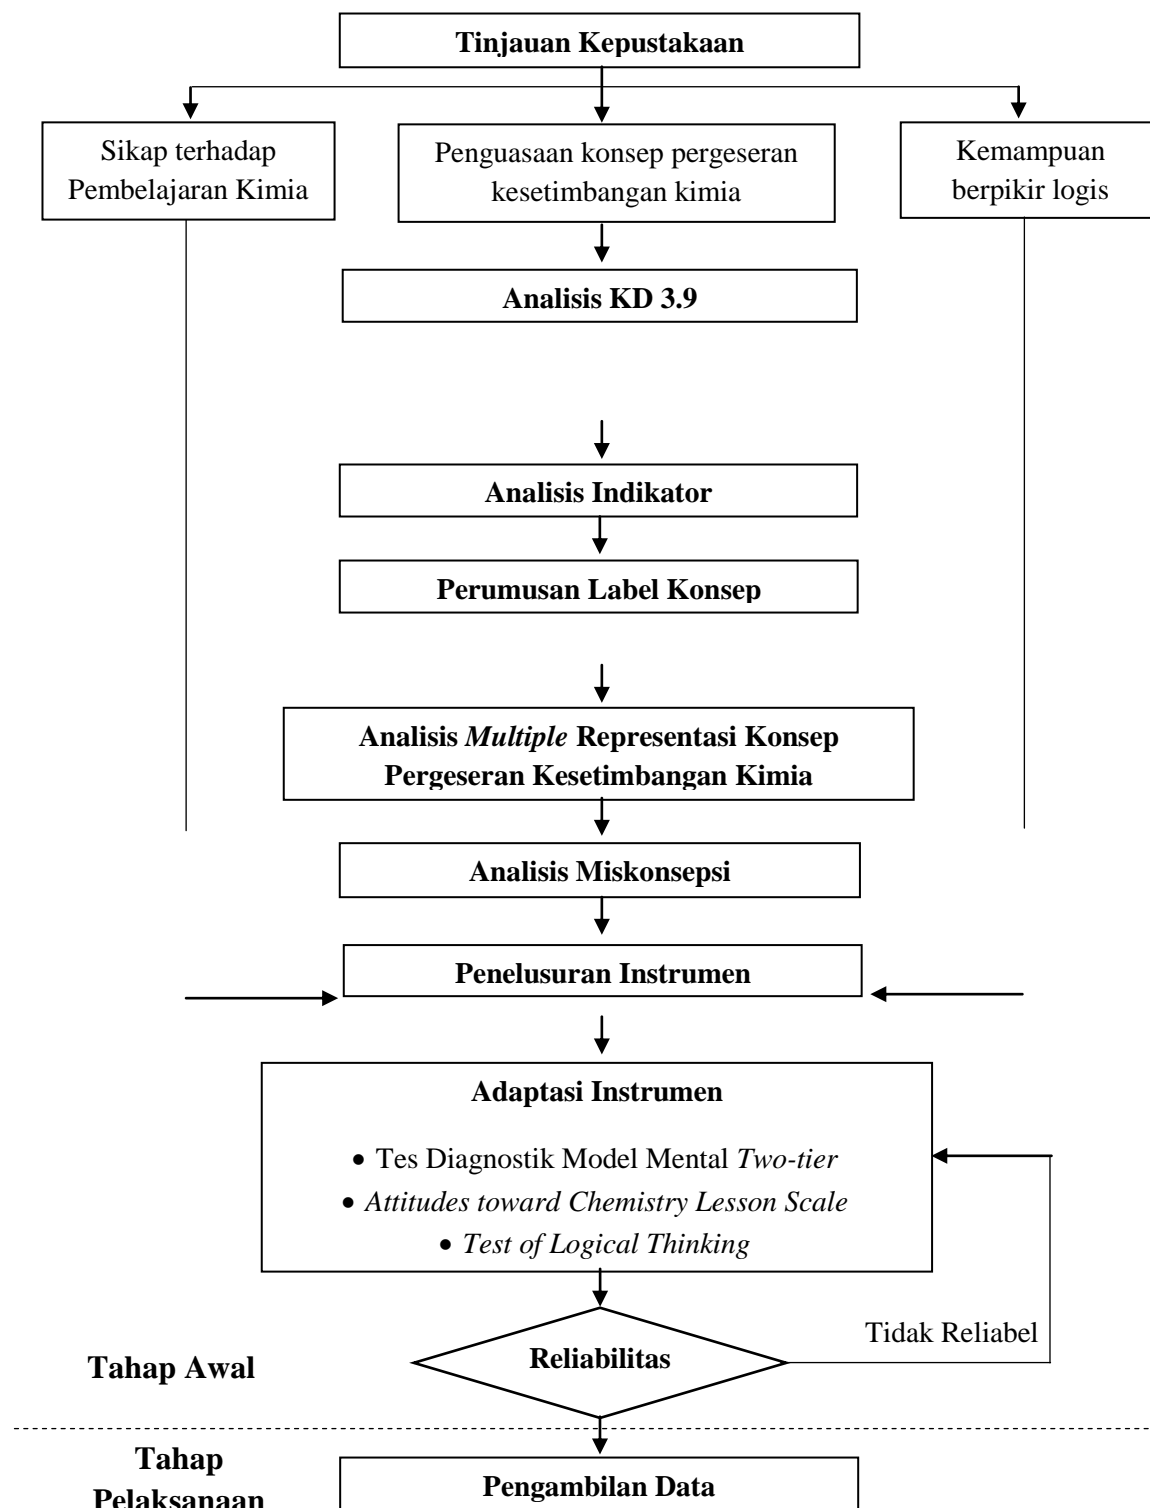 Tinjauan Kepustakaan
Sikap terhadap
Pembelajaran Kimia
Penguasaan konsep pergeseran
kesetimbangan kimia
Kemampuan
berpikir logis
Analisis KD 3.9
Analisis Indikator
Perumusan Label Konsep
Analisis Multiple Representasi Konsep
Pergeseran Kesetimbangan Kimia
Analisis Miskonsepsi
Penelusuran Instrumen
Adaptasi Instrumen
• Tes Diagnostik Model Mental Two-tier
• Attitudes toward Chemistry Lesson Scale
• Test of Logical Thinking
Tidak Reliabel
Reliabilitas
Tahap Awal
Tahap
Pelaksanaan
Pengambilan Data